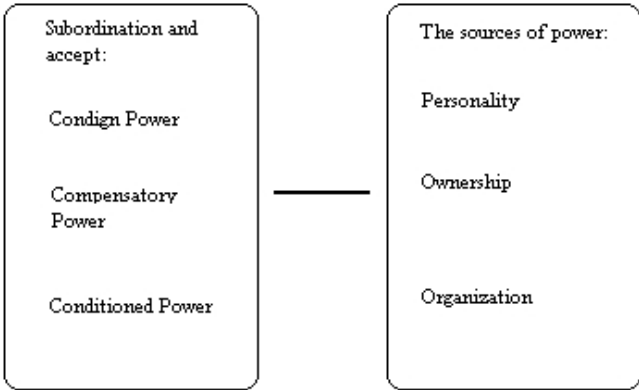 Subordination and
accept:
Condign Power
Compensatory
Power
Conditioned Power
The sources of power:
Personality
Ownership
Organization